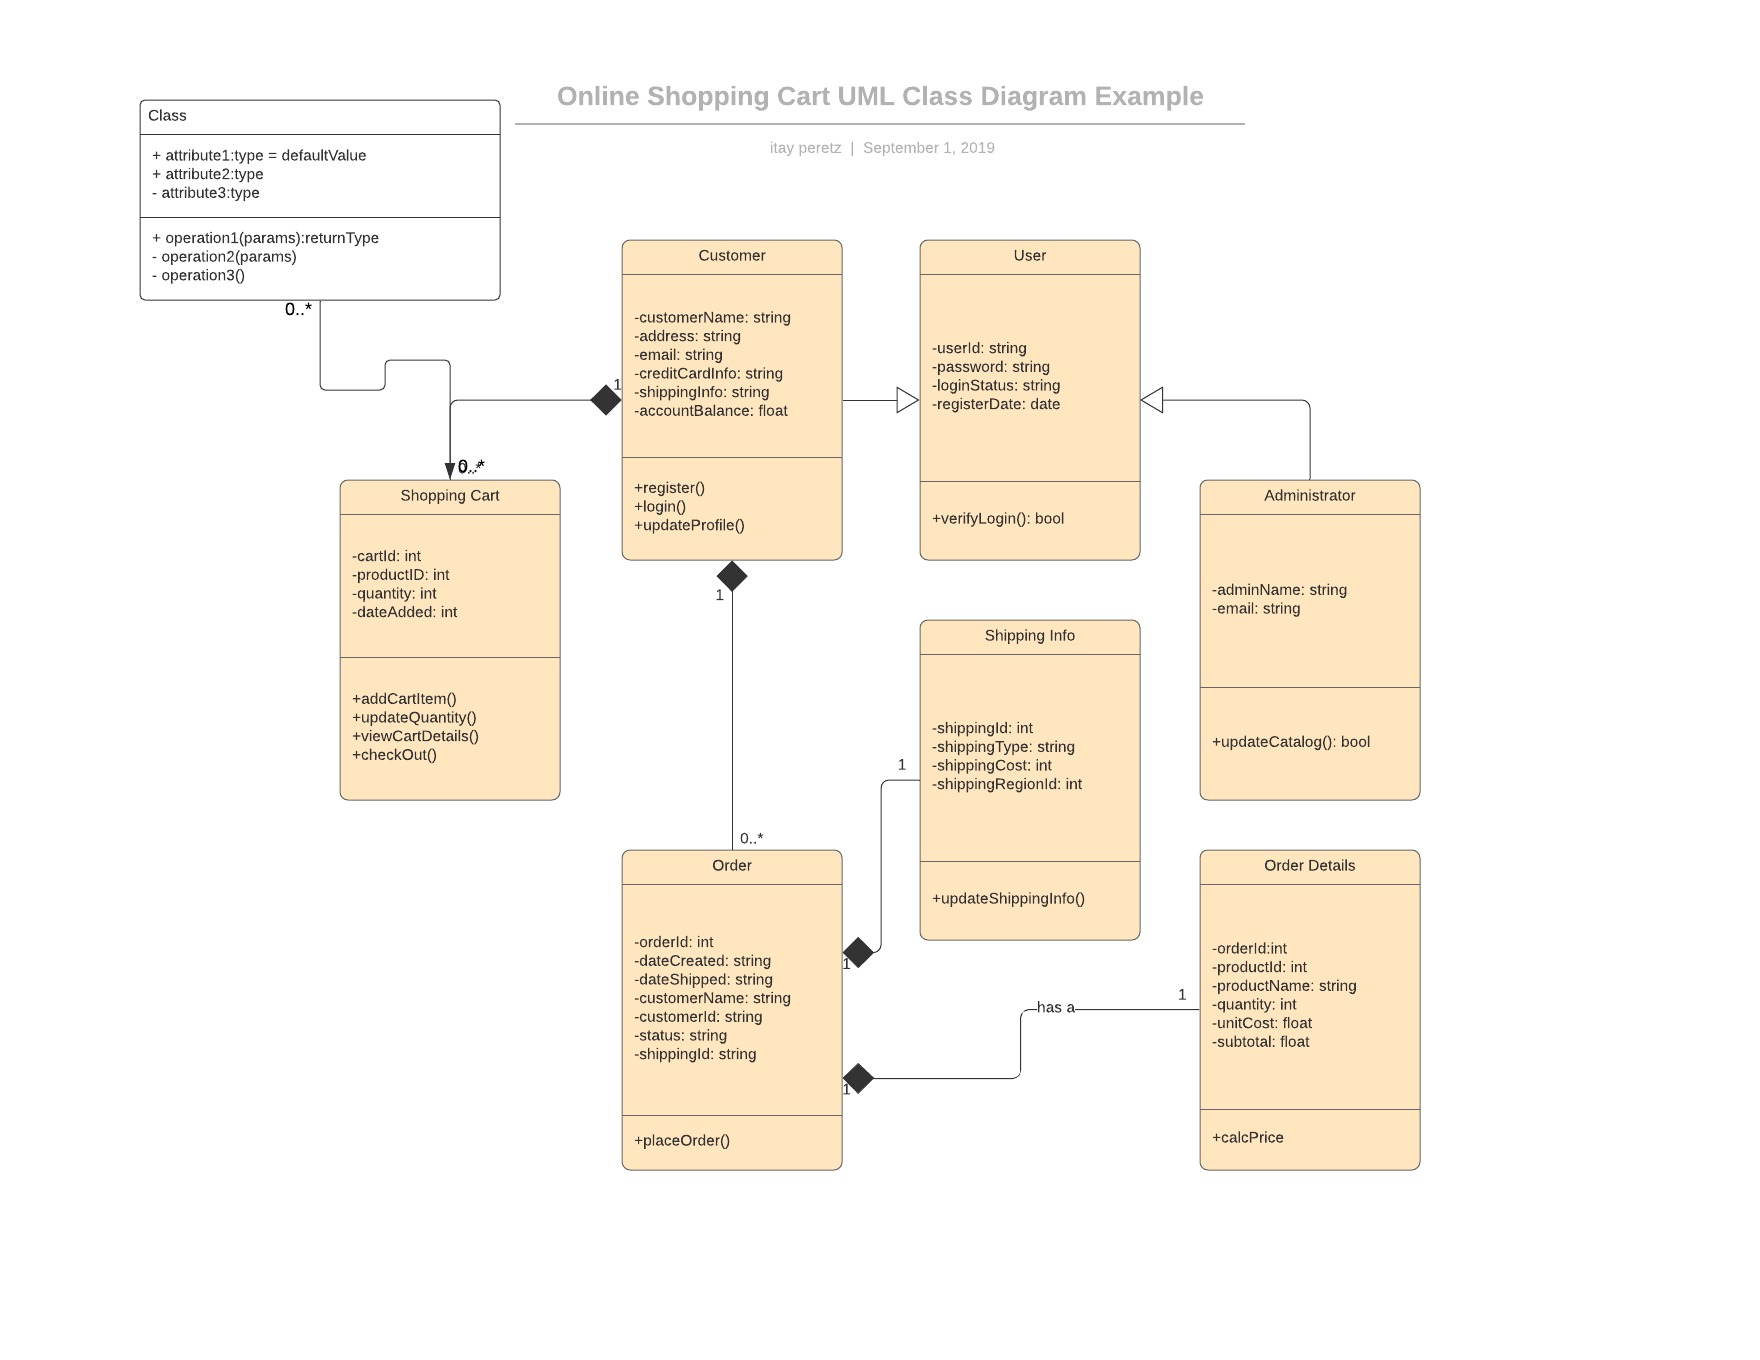 Online Shopping Cart UML Class Diagram Example
itay peretz | September 1, 2019
Class
+ attribute1:type = defaultValue
+ attribute2:type
- attribute3:type
+ operation1(params):returnType
- operation2(params)
- operation3()
0..*
Customer
-customerName: string
-address: string
-email: string
-creditCardInfo: string
-shippingInfo: string
-accountBalance: float
+register()
+login()
+updateProfile()
1
1
User
-userId: string
-password: string
-loginStatus: string
-registerDate: date
+verifyLogin(): bool
0..*
0..*
Shopping Cart
-cartId: int
-productID: int
-quantity: int
-dateAdded: int
+addCartItem()
+updateQuantity()
+viewCartDetails()
+checkOut()
Administrator
-adminName: string
-email: string
+updateCatalog(): bool
Shipping Info
-shippingId: int
-shippingType: string
-shippingCost: int
-shippingRegionId: int
+updateShippingInfo()
1
0..*
Order
-orderId: int
-dateCreated: string
-dateShipped: string
-customerName: string
-customerId: string
-status: string
-shippingId: string
+placeOrder()
1
1
has a
1
Order Details
-orderId:int
-productId: int
-productName: string
-quantity: int
-unitCost: float
-subtotal: float
+calcPrice